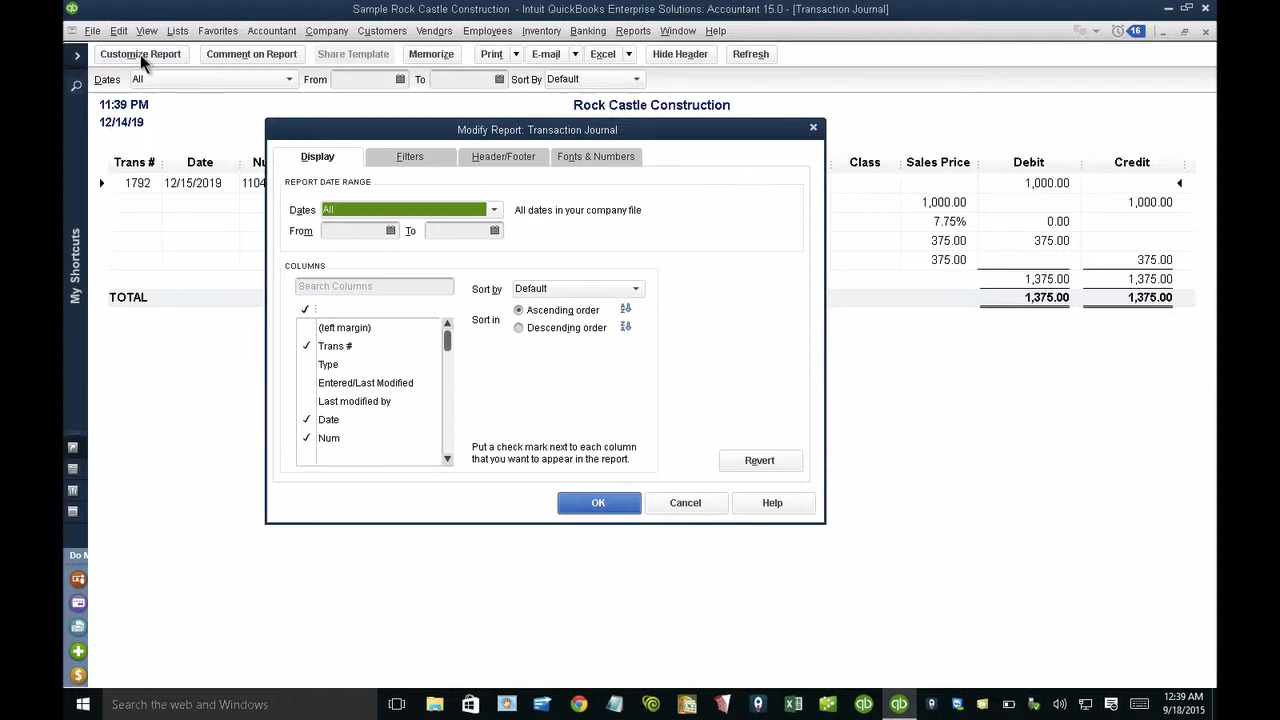 Sample Rock Castle Construction - Intuit QuickBooks Enterprise Solutions: Accountant 15.0 - [Transaction Journal]
File Edit View Lists Favorites Accountant Company Customers Vendors Employees Inventory Banking Reports Window Help 16
Customize Report Comment on Report Share Template Memorize Print E-mail Excel Hide Header Refresh
Dates All From To Sort By Default
11:39 PM Rock Castle Construction
12/14/19
Modify Report: Transaction Journal
Trans # Date Nu Class Sales Price Debit Credit
1792 12/15/2019 1104 1,000.00
1,000.00 1,000.00
7.75% 0.00
375.00 375.00
375.00 375.00
1,375.00 1,375.00
TOTAL 1,375.00 1,375.00
Display Filters Header/Footer Fonts & Numbers
REPORT DATE RANGE
Dates All All dates in your company file
From To
COLUMNS
Search Columns
Sort by Default
Sort in Ascending order
Descending order
(left margin)
Trans #
Type
Entered/Last Modified
Last modified by
Date
Num
Put a check mark next to each column
that you want to appear in the report.
Revert
OK Cancel Help
My Shortcuts
Do M
Search the web and Windows
12:39 AM
9/18/2015